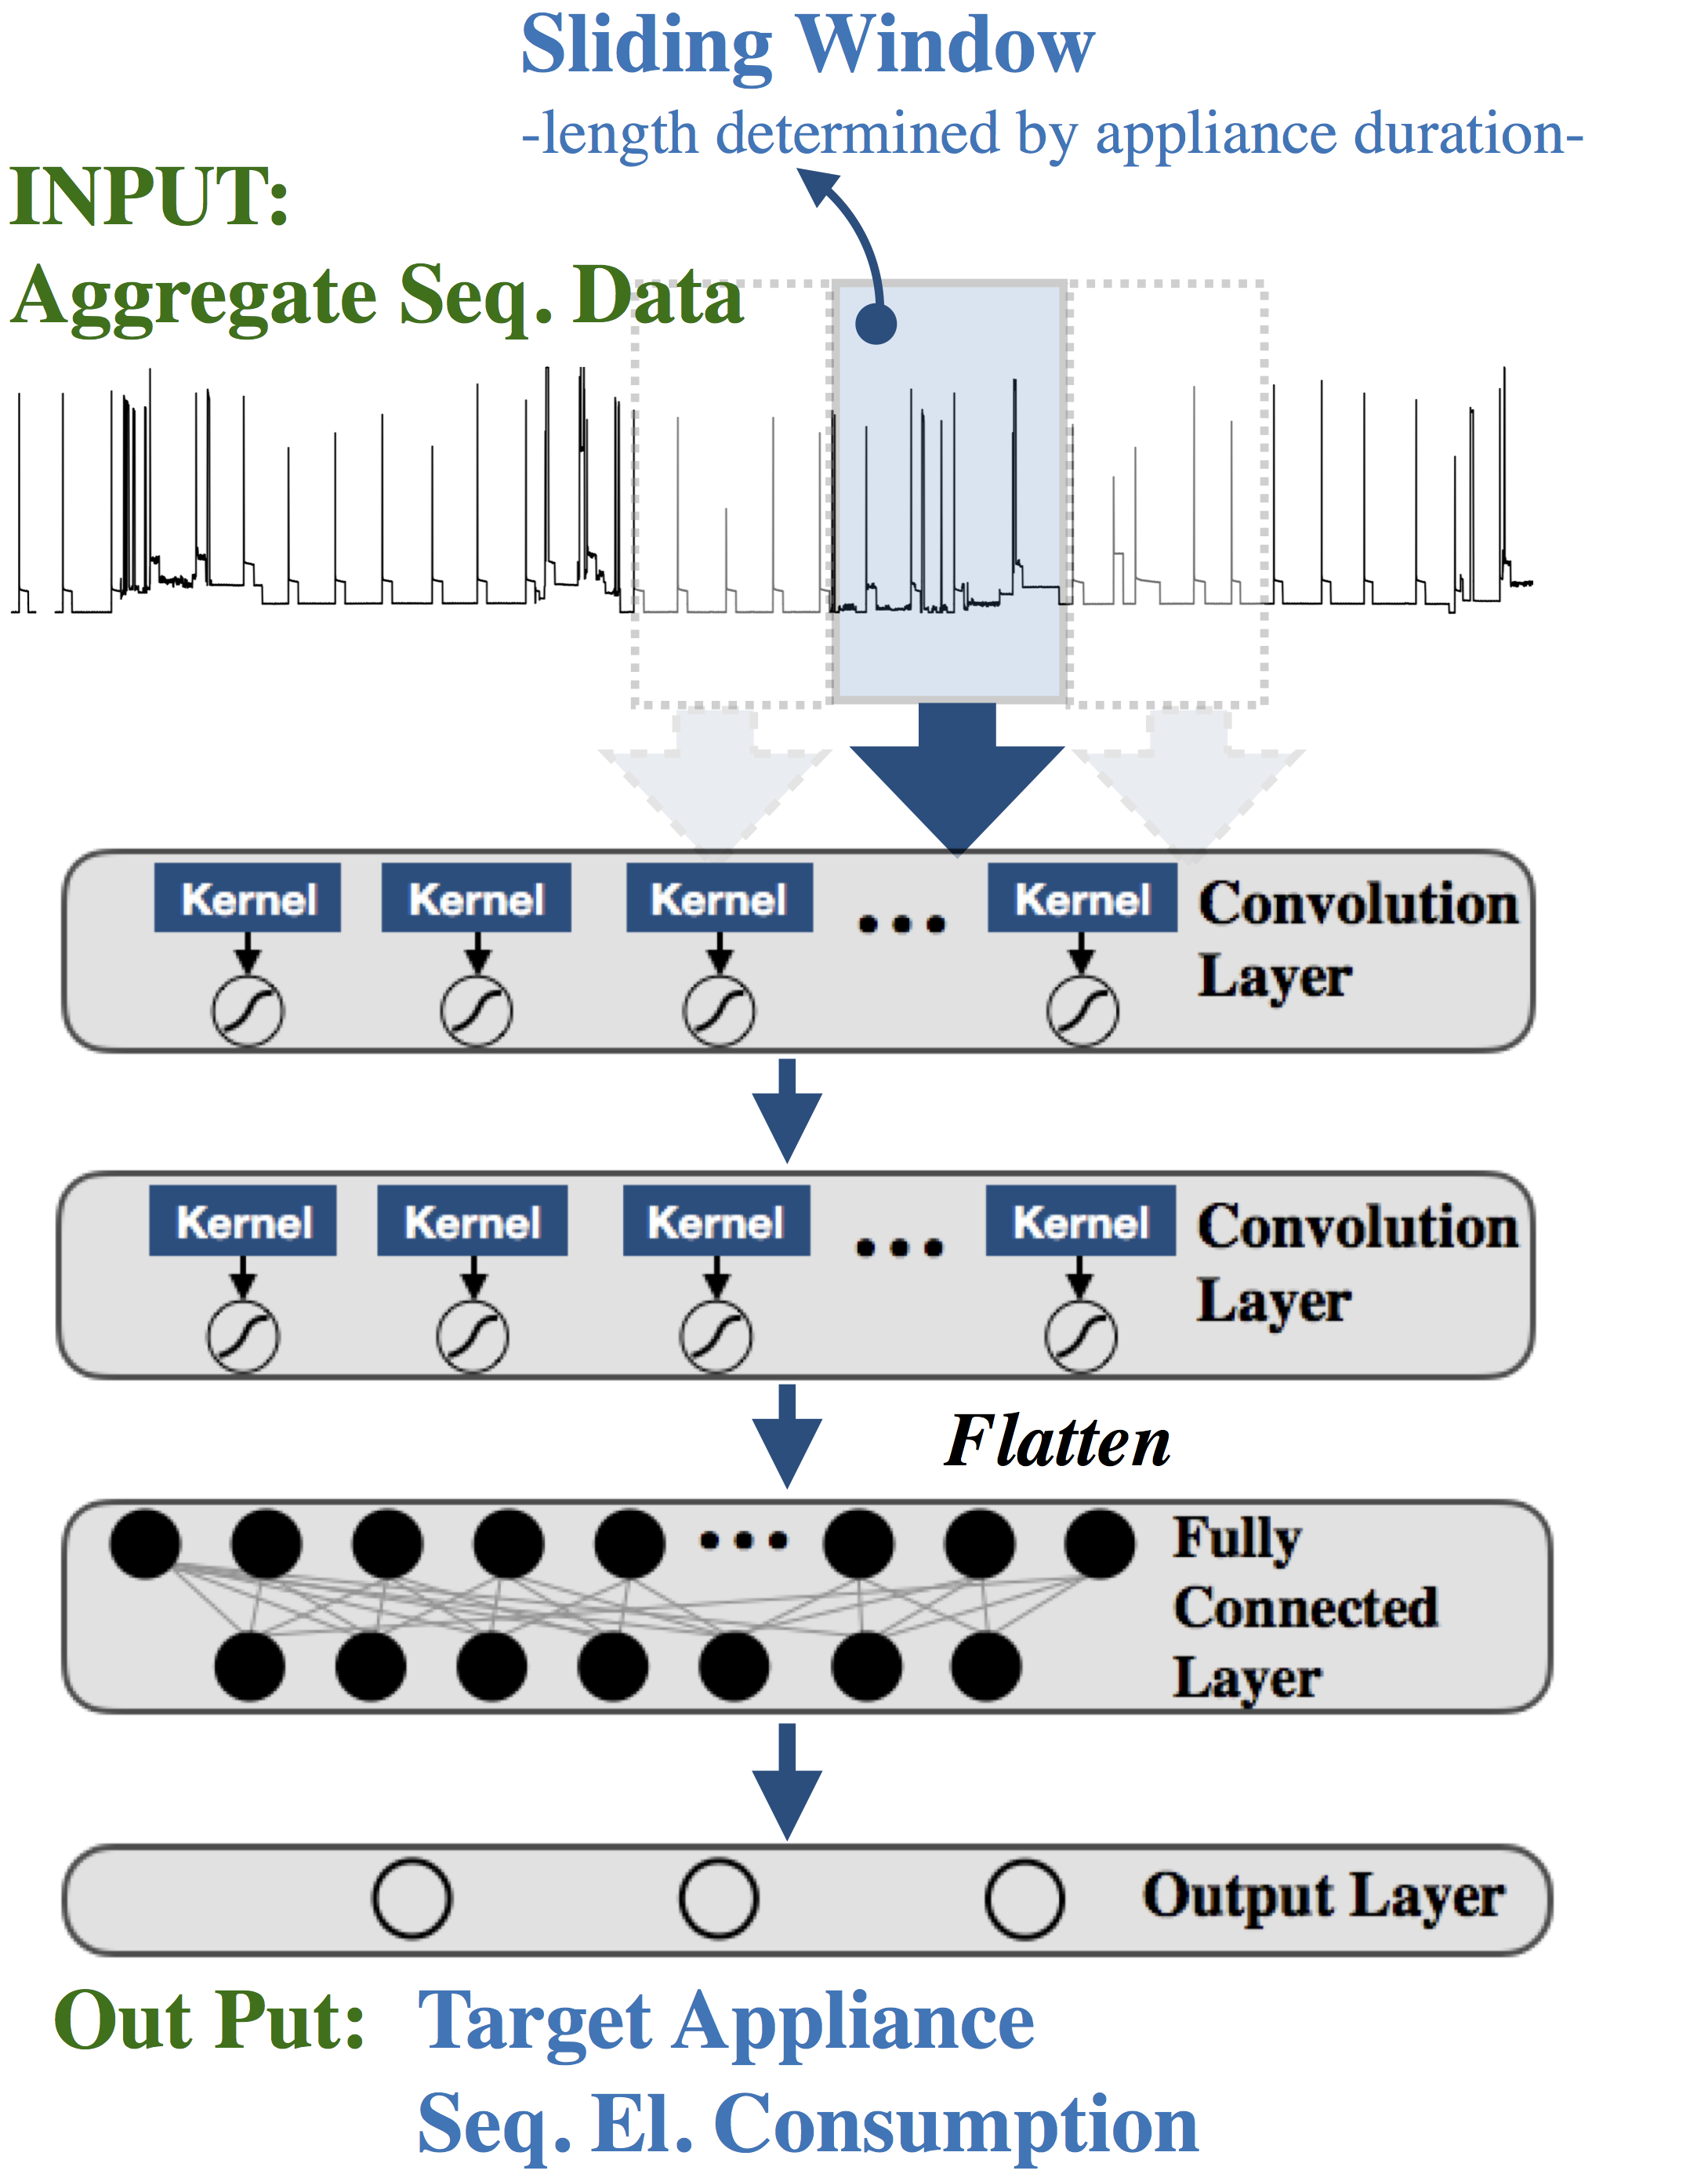 Sliding Window
-length determined by appliance duration-
INPUT:
Aggregate Seq. Data
Kernel Kernel Kernel ... Kernel Convolution
Layer
Kernel Kernel Kernel ... Kernel Convolution
Layer
Flatten
... Fully
Connected
Layer
Output Layer
Out Put: Target Appliance
Seq. El. Consumption